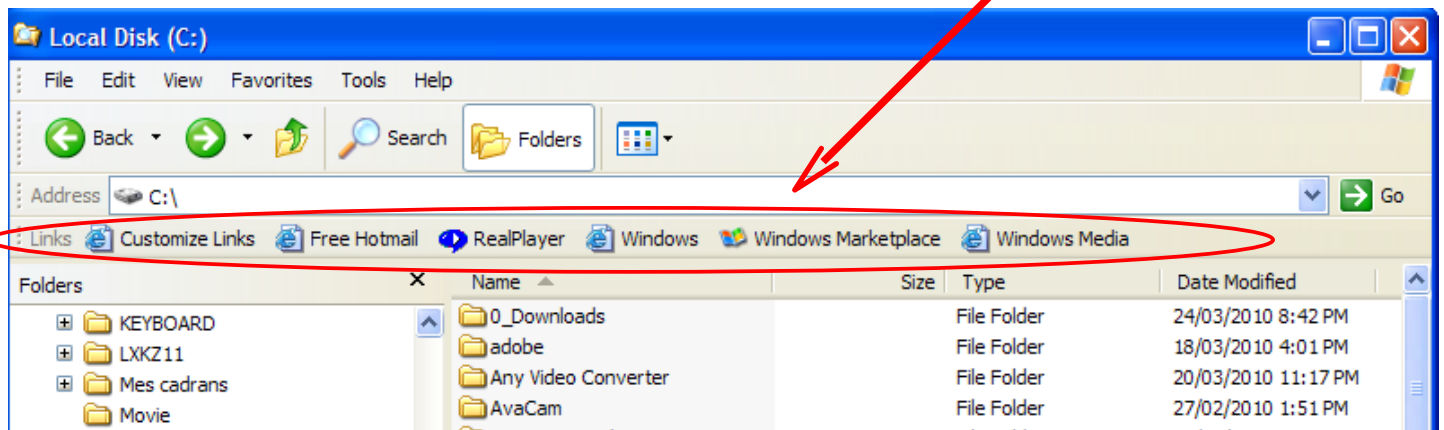 Local Disk (C:)
File Edit View Favorites Tools Help
Back Search Folders
Address C:\ Go
Links Customize Links Free Hotmail RealPlayer Windows Windows Marketplace Windows Media
Folders x Name Size Type Date Modified
KEYBOARD 0_Downloads File Folder 24/03/2010 8:42 PM
LXKZ11 adobe File Folder 18/03/2010 4:01 PM
Mes cadrans Any Video Converter File Folder 20/03/2010 11:17 PM
Movie AvaCam File Folder 27/02/2010 1:51 PM